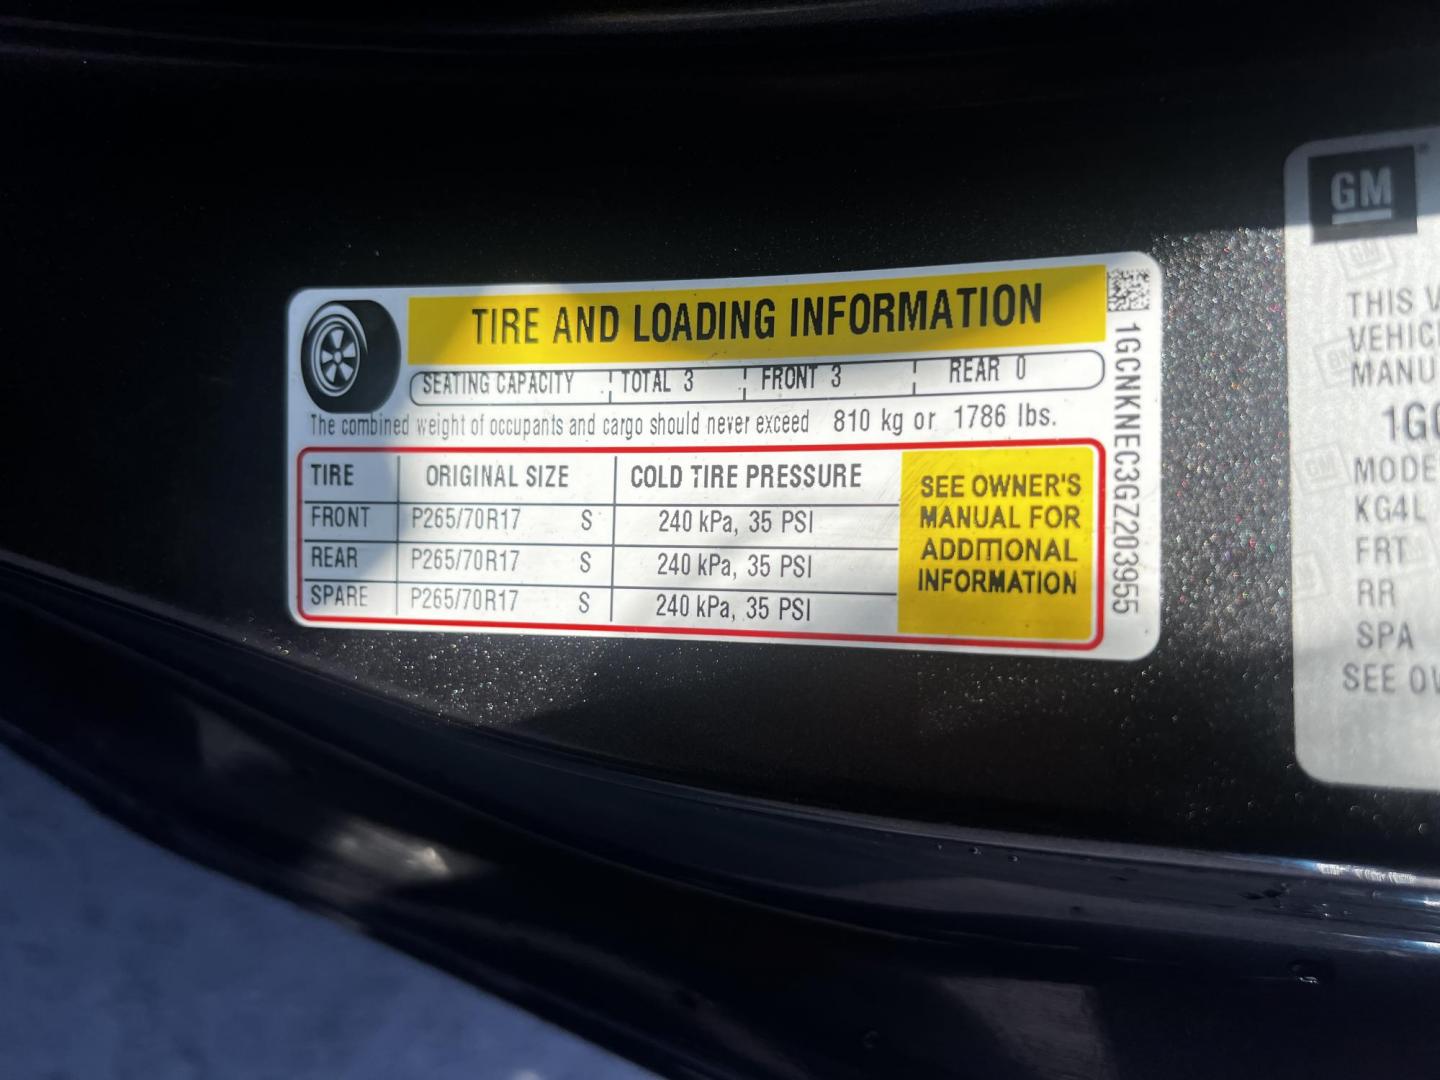 TIRE AND LOADING INFORMATION
SEATING CAPACITY TOTAL 3 FRONT 3 REAR 0
The combined weight of occupants and cargo should never exceed 810 kg or 1786 lbs.
TIRE ORIGINAL SIZE COLD TIRE PRESSURE
FRONT P265/70R17 S 240 kPa, 35 PSI
REAR P265/70R17 S 240 kPa, 35 PSI
SPARE P265/70R17 S 240 kPa, 35 PSI
SEE OWNER'S
MANUAL FOR
ADDITIONAL
INFORMATION
1GCNKNEC3GZ203955
GM
THIS V
VEHIC
MANU
1GC
MODE
KG4L
FRT
RR
SPA
SEE OW